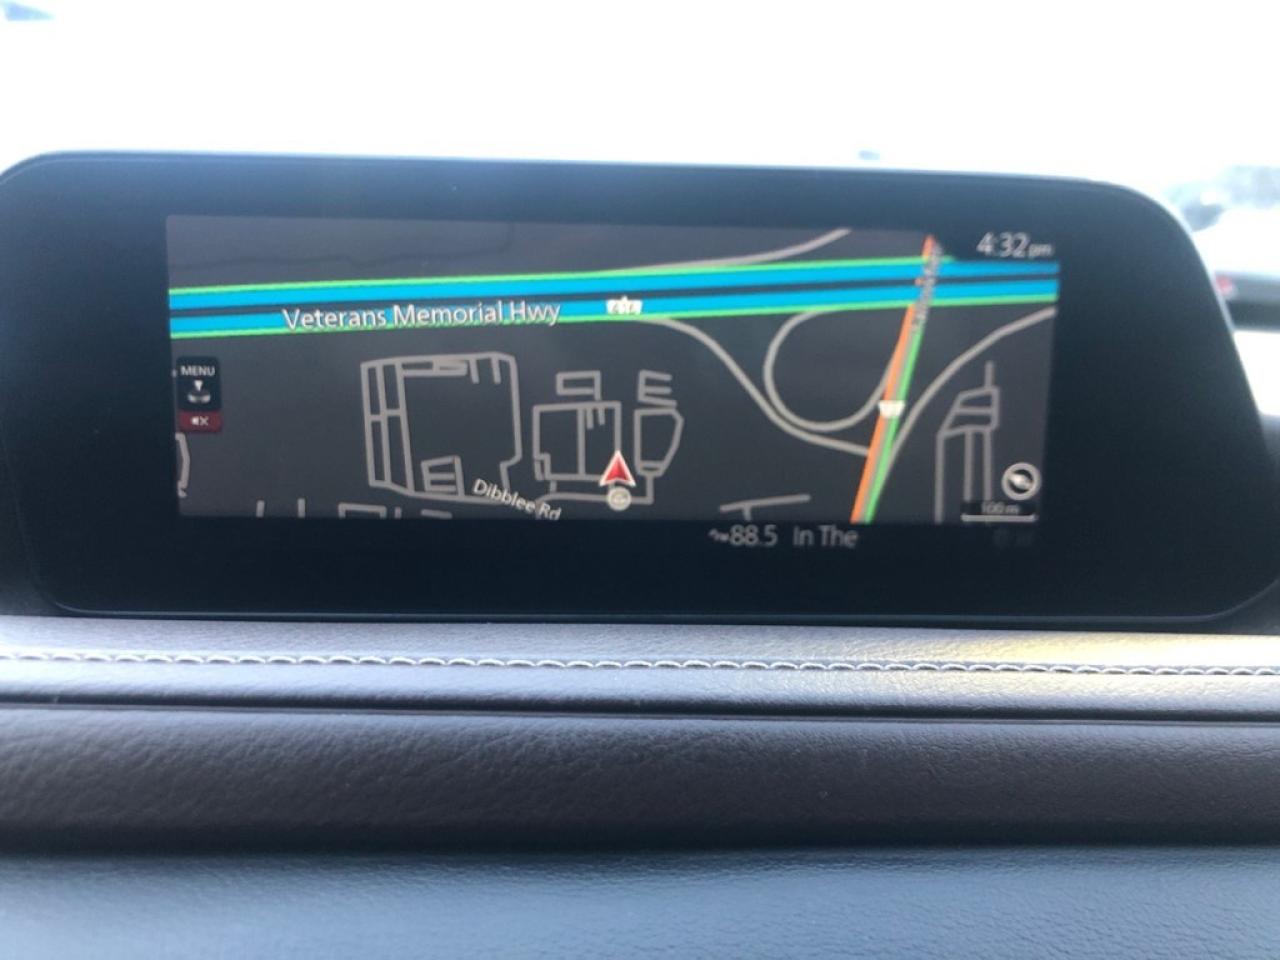 4:32 pm
Veterans Memorial Hwy
MENU
Dibblee Rd
100 m
88.5 In The